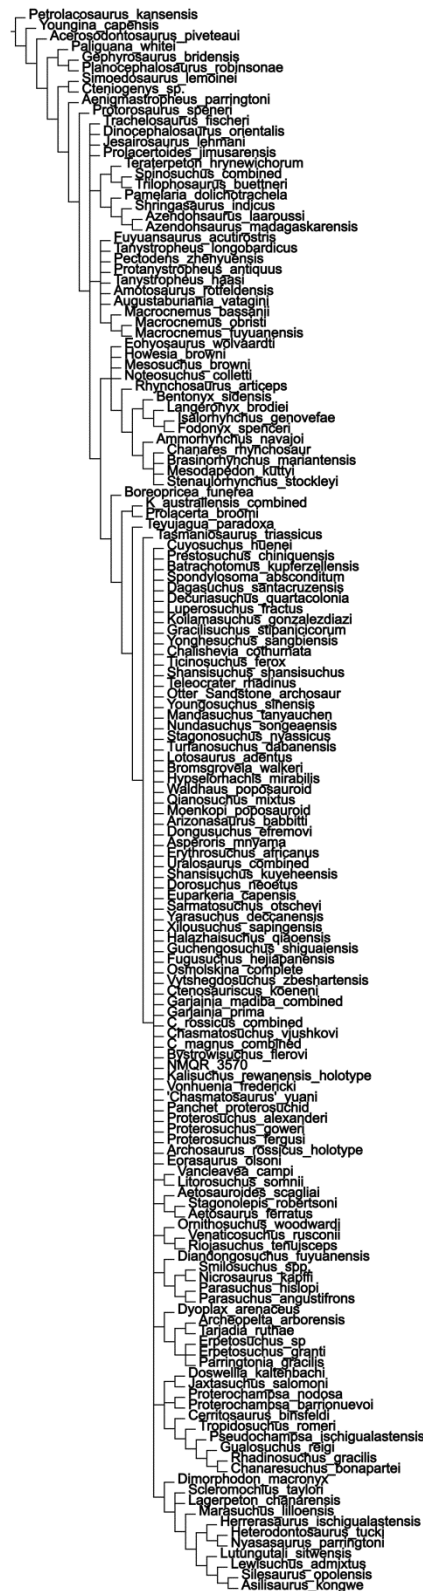 Petrolacosaurus_kansensis
Youngina_capensis
Acerosodontosaurus_piveteaui
Paliguana_whitei
Gephyrosaurus_bridensis
Planocephalosaurus_robinsonae
Simoedosaurus_lemoinei
Cteniogenys_sp.
Aenigmastropheus_parringtoni
Protorosaurus_speneri
Trachelosaurus_fischeri
Dinocephalosaurus_orientalis
Jesairosaurus_lehmani
Prolacertoides_jimusarensis
Teraterpeton_hrynewichorum
Spinosuchus_combined
Trilophosaurus_buettneri
Pamelaria_dolichotrachela
Shringasaurus_indicus
Azendohsaurus_laaroussi
Azendohsaurus_madagaskarensis
Fuyuansaurus_acutirostris
Tanystropheus_longobardicus
Pectodens_zhenyuensis
Protanystropheus_antiquus
Tanystropheus_haasi
Amotosaurus_rotfeldensis
Augustaburiania_vatagini
Macrocnemus_bassanii
Macrocnemus_obristi
Macrocnemus_fuyuanensis
Eohyosaurus_wolvaardti
Howesia_browni
Mesosuchus_browni
Noteosuchus_colletti
Rhynchosaurus_articeps
Bentonyx_sidensis
Langeronyx_brodiei
Isalorhynchus_genovefae
Fodonyx_spenceri
Ammorhynchus_navajoi
Chanares_rhynchosaur
Brasinorhynchus_mariantensis
Mesodapedon_kuttyi
Stenaulorhynchus_stockleyi
Boreopricea_funerea
K_australiensis_combined
Prolacerta_broomi
Teyujagua_paradoxa
Tasmaniosaurus_triassicus
Cuyosuchus_huenei
Prestosuchus_chiniquensis
Batrachotomus_kupferzellensis
Spondylosoma_absconditum
Dagasuchus_santacruzensis
Decuriasuchus_quartacolonia
Luperosuchus_fractus
Kollamasuchus_gonzalezdiazi
Gracilisuchus_stipanicicorum
Yonghesuchus_sangbiensis
Chalishevia_cothurnata
Ticinosuchus_ferox
Shansisuchus_shansisuchus
Teleocrater_rhadinus
Otter_Sandstone_archosaur
Youngosuchus_sinensis
Mandasuchus_tanyauchen
Nundasuchus_songeaensis
Stagonosuchus_nyassicus
Turfanosuchus_dabanensis
Lotosaurus_adentus
Bromsgroveia_walkeri
Hypselorhachis_mirabilis
Waldhaus_poposauroid
Qianosuchus_mixtus
Moenkopi_poposauroid
Arizonasaurus_babbitti
Dongusuchus_efremovi
Asperoris_mnyama
Erythrosuchus_africanus
Uralosaurus_combined
Shansisuchus_kuyeheensis
Dorosuchus_neoetus
Euparkeria_capensis
Sarmatosuchus_otschevi
Yarasuchus_deccanensis
Xilousuchus_sapingensis
Halazhaisuchus_qiaoensis
Guchengosuchus_shiguaiensis
Fugusuchus_hejiapanensis
Osmolskina_complete
Vytshegdosuchus_zbeshartensis
Ctenosauriscus_koeneni
Garjainia_madiba_combined
Garjainia_prima
C_rossicus_combined
Chasmatosuchus_vjushkovi
C_magnus_combined
Bystrowisuchus_flerovi
NMQR_3570
Kalisuchus_rewanensis_holotype
Vonhuenia_fredericki
'Chasmatosaurus'_yuani
Panchet_proterosuchid
Proterosuchus_alexanderi
Proterosuchus_goweri
Proterosuchus_fergusi
Archosaurus_rossicus_holotype
Eorasaurus_olsoni
Vancleavea_campi
Litorosuchus_somnii
Aetosauroides_scagliai
Stagonolepis_robertsoni
Aetosaurus_ferratus
Ornithosuchus_woodwardi
Venaticosuchus_rusconii
Riojasuchus_tenuisceps
Diandongosuchus_fuyuanensis
Smilosuchus_spp.
Nicrosaurus_kapffi
Parasuchus_hislopi
Parasuchus_angustifrons
Dyoplax_arenaceus
Archeopelta_arborensis
Tarjadia_ruthae
Erpetosuchus_sp
Erpetosuchus_granti
Parringtonia_gracilis
Doswellia_kaltenbachi
Jaxtasuchus_salomoni
Proterochampsa_nodosa
Proterochampsa_barrionuevoi
Cerritosaurus_binsfeldi
Tropidosuchus_romeri
Pseudochampsa_ischigualastensis
Gualosuchus_reigi
Rhadinosuchus_gracilis
Chanaresuchus_bonapartei
Dimorphodon_macronyx
Scleromochlus_taylori
Lagerpeton_chanarensis
Marasuchus_lilloensis
Herrerasaurus_ischigualastensis
Heterodontosaurus_tucki
Nyasasaurus_parringtoni
Lutungutali_sitwensis
Lewisuchus_admixtus
Silesaurus_opolensis
Asilisaurus_kongwe